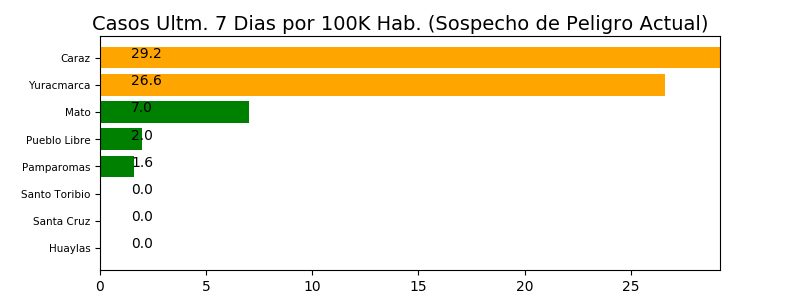 Casos Ultm. 7 Dias por 100K Hab. (Sospecho de Peligro Actual)
Caraz 29.2
Yuracmarca 26.6
Mato 7.0
Pueblo Libre 2.0
Pamparomas 1.6
Santo Toribio 0.0
Santa Cruz 0.0
Huaylas 0.0
0 5 10 15 20 25